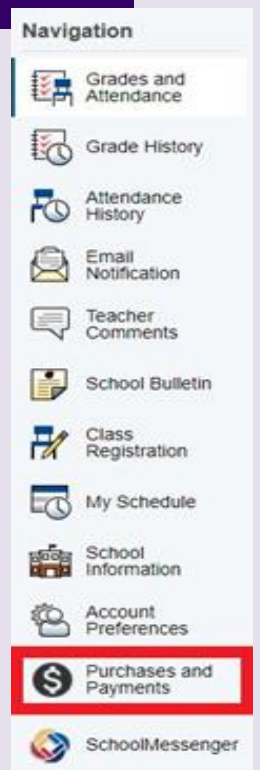 Navigation
Grades and
Attendance
Grade History
Attendance
History
Email
Notification
Teacher
Comments
School Bulletin
Class
Registration
My Schedule
School
Information
Account
Preferences
$
Purchases and
Payments
SchoolMessenger